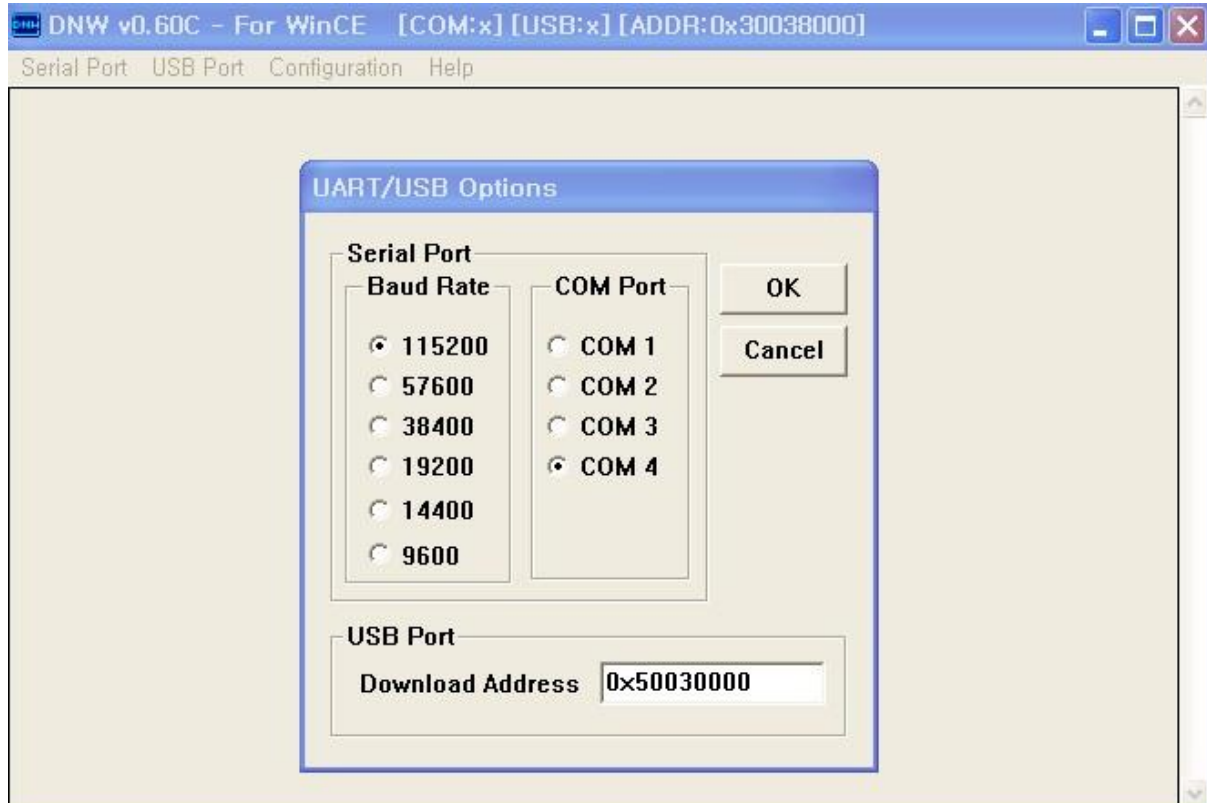 DNW DNW v0.60C - For WinCE [COM:x] [USB:x] [ADDR:0x30038000]
Serial Port USB Port Configuration Help
UART/USB Options
Serial Port
Baud Rate COM Port OK
115200 COM 1 Cancel
57600 COM 2
38400 COM 3
19200 COM 4
14400
9600
USB Port
Download Address 0x50030000